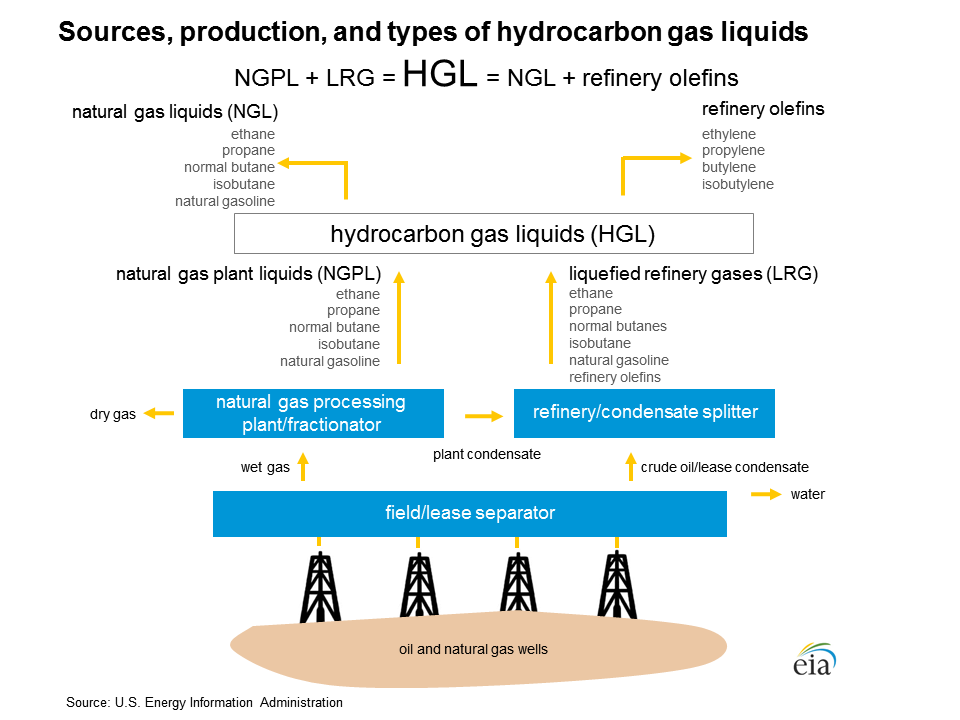 Sources, production, and types of hydrocarbon gas liquids
NGPL + LRG = HGL = NGL + refinery olefins
natural gas liquids (NGL)
ethane
propane
normal butane
isobutane
natural gasoline
refinery olefins
ethylene
propylene
butylene
isobutylene
hydrocarbon gas liquids (HGL)
natural gas plant liquids (NGPL)
ethane
propane
normal butane
isobutane
natural gasoline
liquefied refinery gases (LRG)
ethane
propane
normal butanes
isobutane
natural gasoline
refinery olefins
dry gas
natural gas processing
plant/fractionator
refinery/condensate splitter
plant condensate
wet gas
crude oil/lease condensate
water
field/lease separator
oil and natural gas wells
eia
Source: U.S. Energy Information Administration